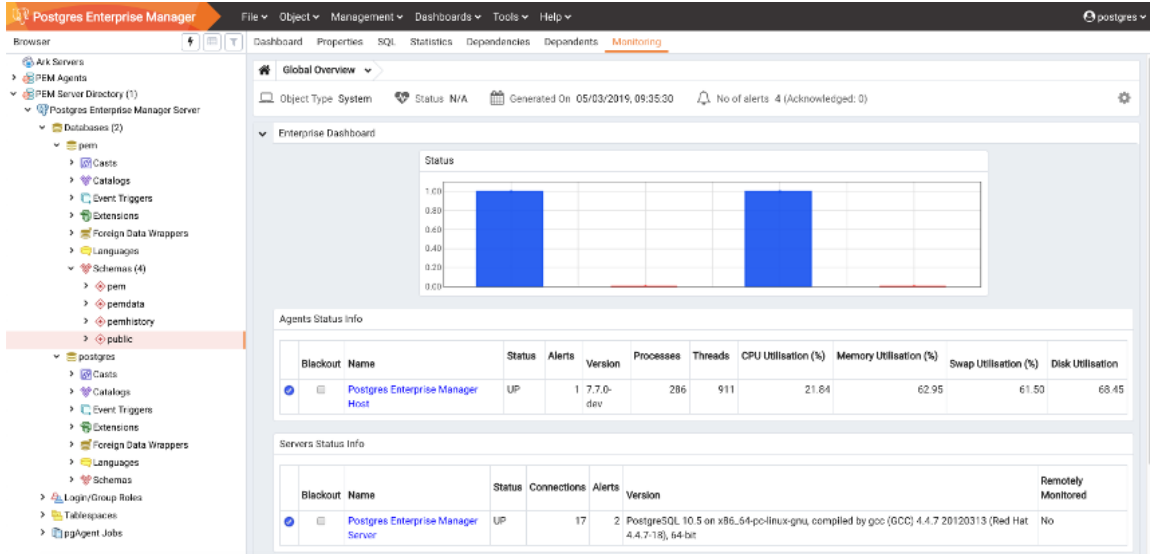 Postgres Enterprise Manager
File Object Management Dashboards Tools Help
postgres
Browser
Dashboard Properties SQL Statistics Dependencies Dependents Monitoring
Ark Servers
PEM Agents
PEM Server Directory (1)
Postgres Enterprise Manager Server
Databases (2)
pem
Casts
Catalogs
Event Triggers
Extensions
Foreign Data Wrappers
Languages
Schemas (4)
pem
pemdata
pemhistory
public
postgres
Casts
Catalogs
Event Triggers
Extensions
Foreign Data Wrappers
Languages
Schemas
Login/Group Roles
Tablespaces
pgAgent Jobs
Global Overview
Object Type System Status N/A Generated On 05/03/2019, 09:35:30 No of alerts 4 (Acknowledged: 0)
Enterprise Dashboard
Status
1.00
0.80
0.60
0.40
0.20
0.00
Agents Status Info
Blackout Name Status Alerts Version Processes Threads CPU Utilisation (%) Memory Utilisation (%) Swap Utilisation (%) Disk Utilisation
Postgres Enterprise Manager UP 1 7.7.0- 286 911 21.84 62.95 61.50 68.45
Host dev
Servers Status Info
Blackout Name Status Connections Alerts Version Remotely
Monitored
Postgres Enterprise Manager UP 17 2 PostgreSQL 10.5 on x86_64-pc-linux-gnu, compiled by gcc (GCC) 4.4.7 20120313 (Red Hat No
Server 4.4.7-18), 64-bit